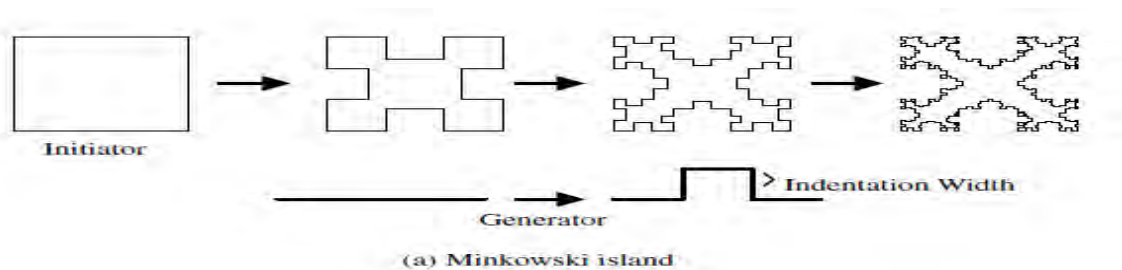 Initiator
Indentation Width
Generator
(a) Minkowski island